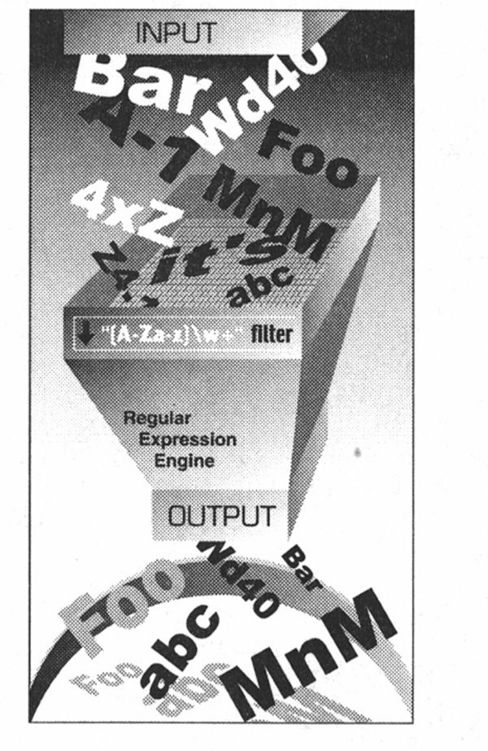 INPUT
Bar
Wd40
A-1
Foo
4xZ
MnM
it's
Z4.1
abc
"[A-Za-z]\w+" filter
Regular
Expression
Engine
OUTPUT
Wd40
Bar
Foo
abc
MnM
Foo
abc
M